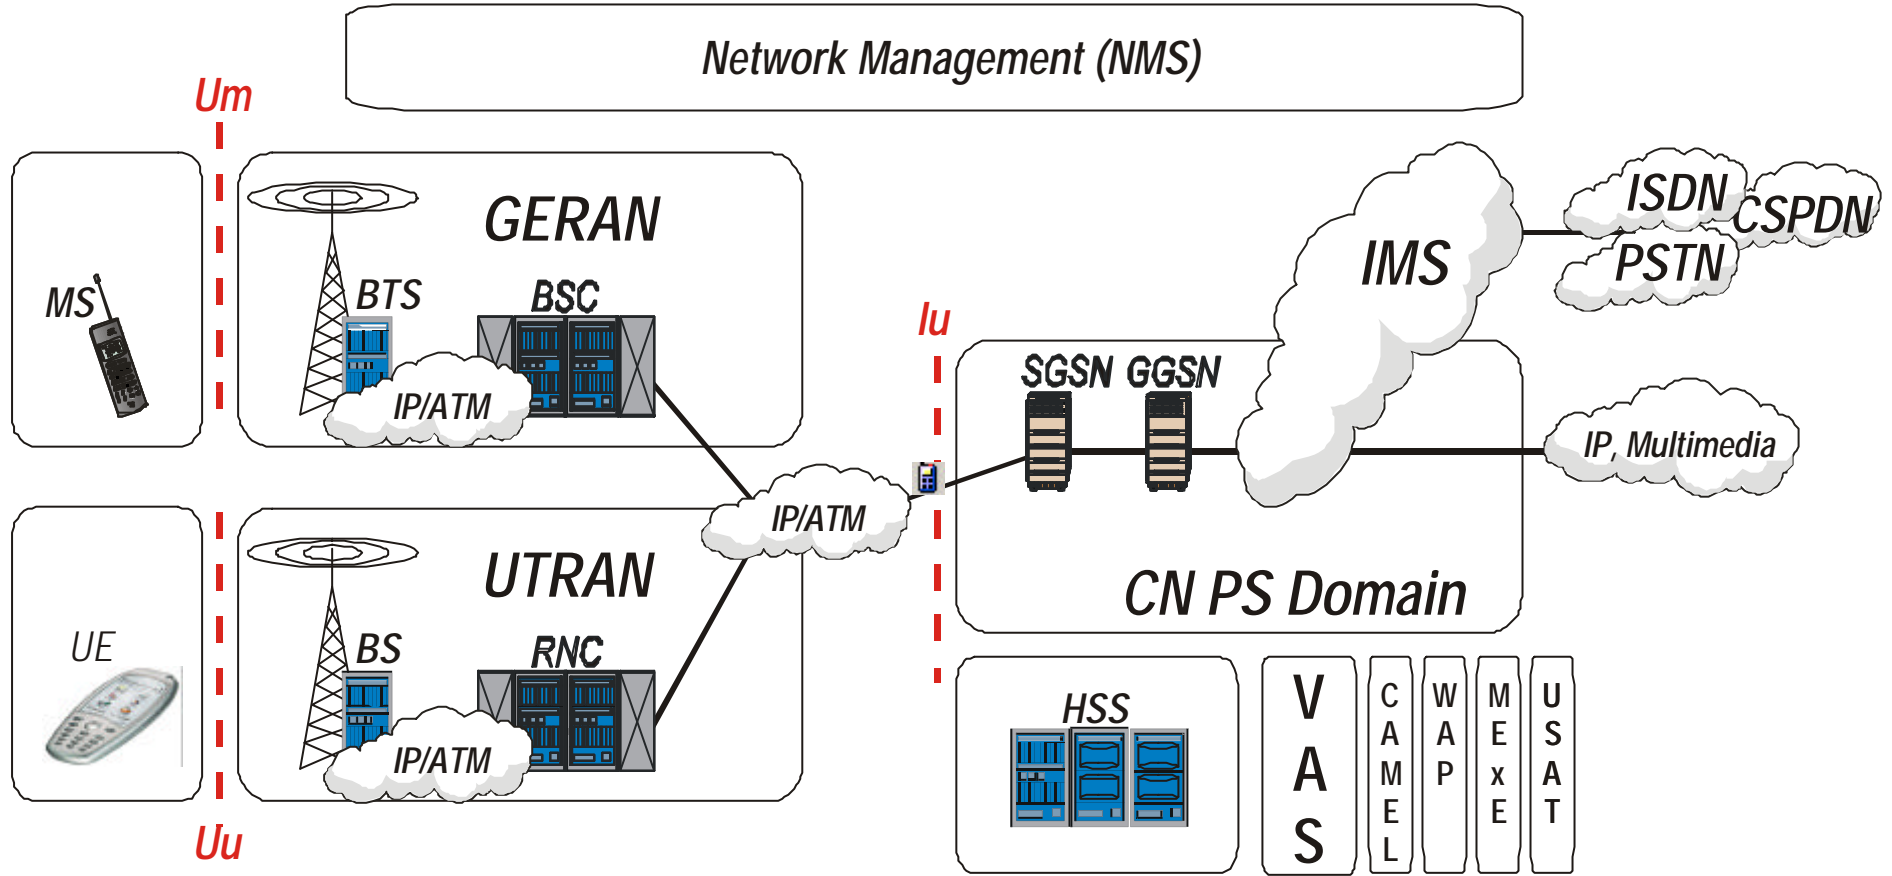 Network Management (NMS)
Um
GERAN
MS
BTS
BSC
IP/ATM
Iu
SGSN
GGSN
IMS
ISDN
CSPDN
PSTN
IP, Multimedia
IP/ATM
CN PS Domain
UTRAN
UE
BS
RNC
IP/ATM
Uu
HSS
VAS
CAMEL
WAP
MExE
USAT